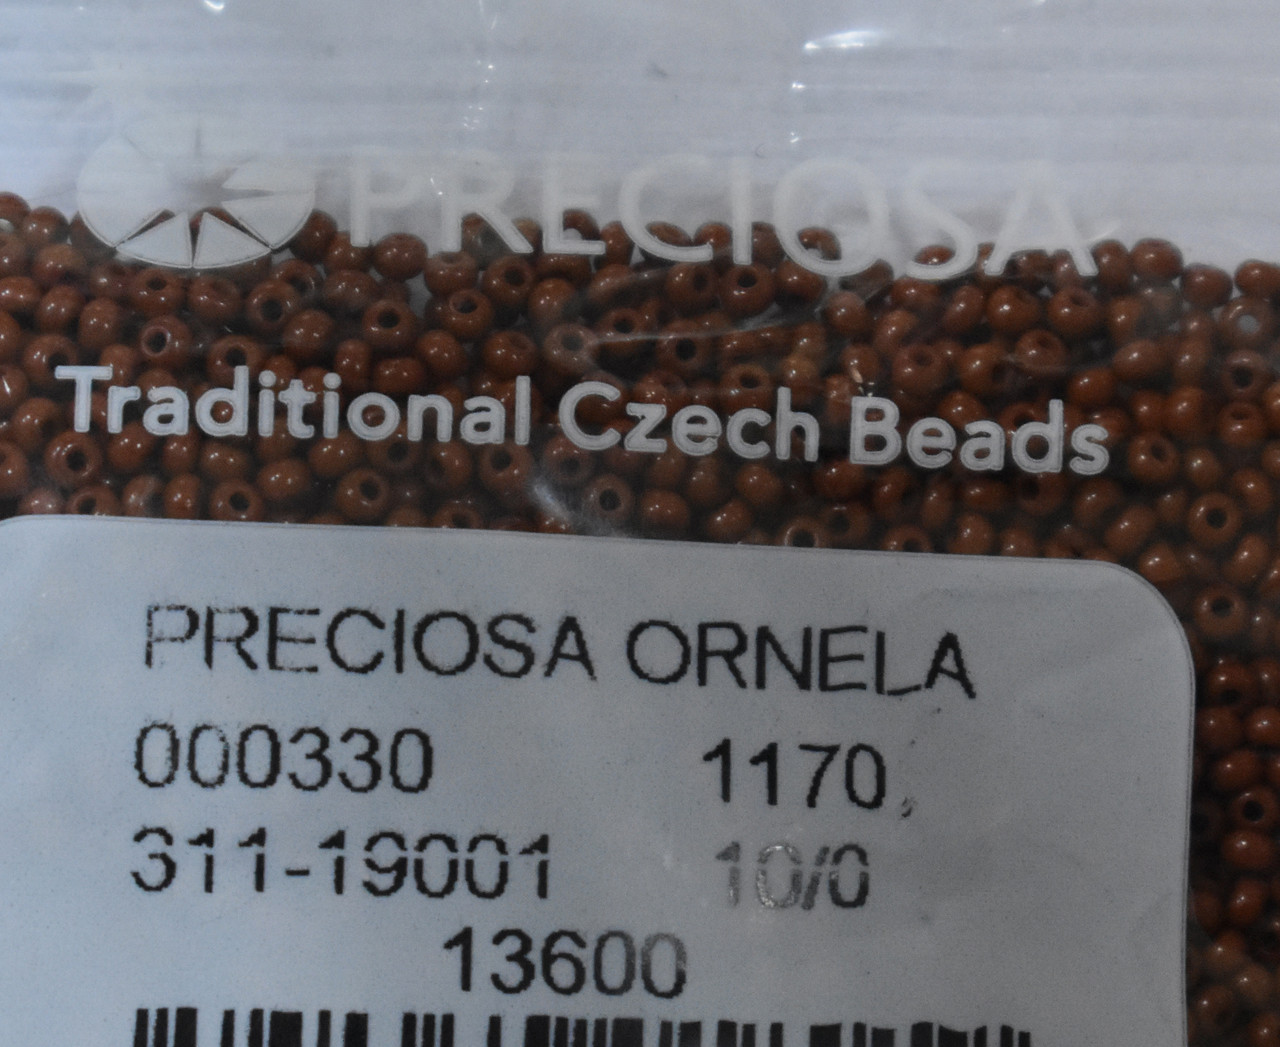 PRECIOSA
Traditional Czech Beads
PRECIOSA ORNELA
000330 1170,
311-19001 10/0
13600